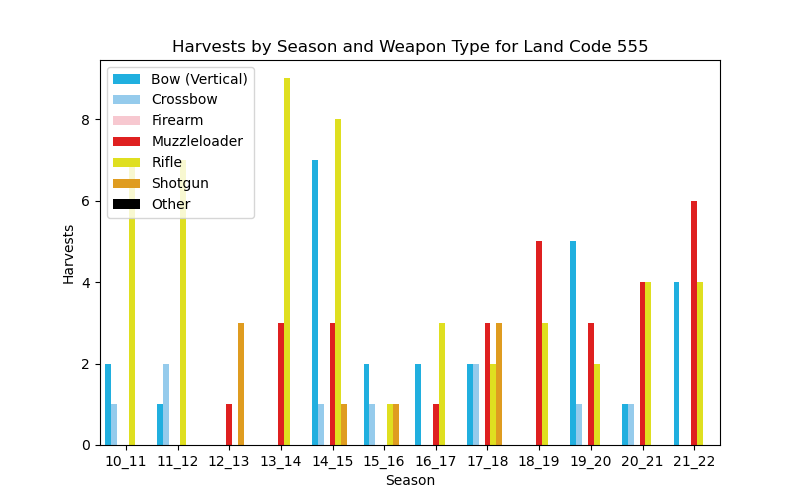 Harvests by Season and Weapon Type for Land Code 555
Bow (Vertical)
Crossbow
Firearm
Muzzleloader
Rifle
Shotgun
Other
Harvests
8
6
4
2
0
10_11 11_12 12_13 13_14 14_15 15_16 16_17 17_18 18_19 19_20 20_21 21_22
Season